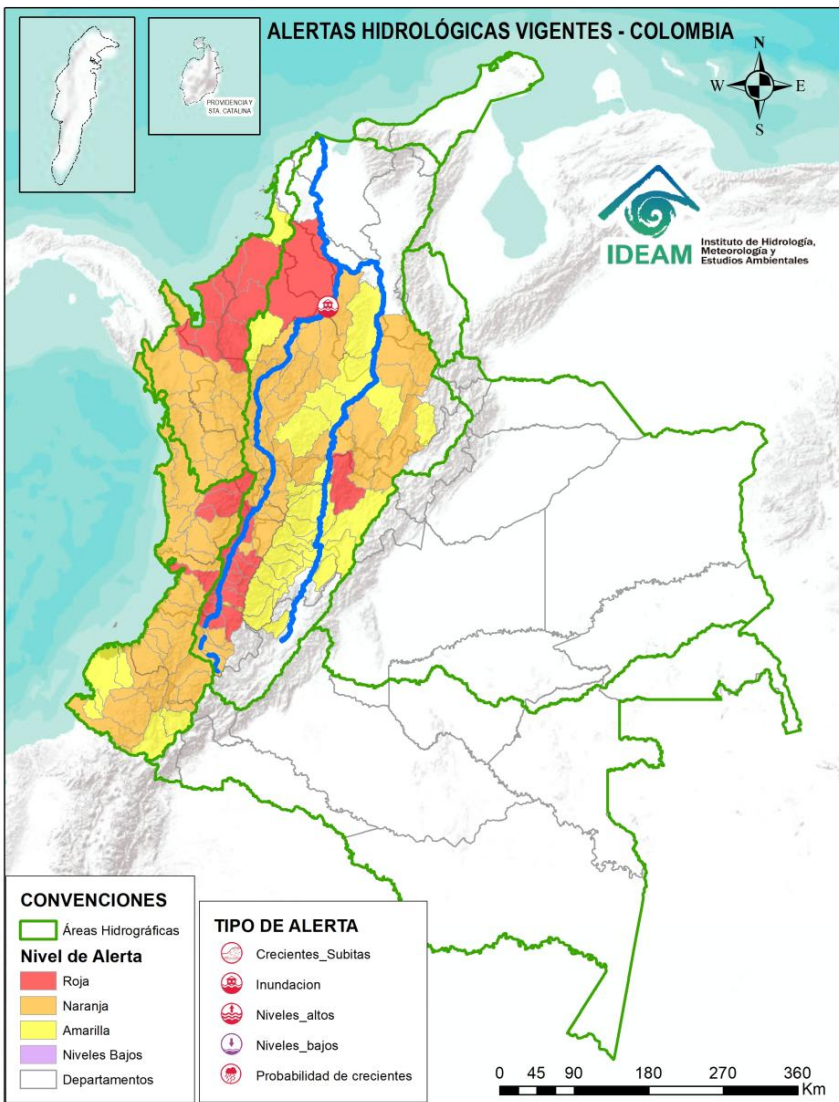 ALERTAS HIDROLÓGICAS VIGENTES - COLOMBIA
PROVIDENCIA Y
STA. CATALINA
N
W
E
S
IDEAM
Instituto de Hidrología,
Meteorología y
Estudios Ambientales
CONVENCIONES
Áreas Hidrográficas
Nivel de Alerta
Roja
Naranja
Amarilla
Niveles Bajos
Departamentos
TIPO DE ALERTA
Crecientes_Subitas
Inundacion
Niveles_altos
Niveles_bajos
Probabilidad de crecientes
0 45 90 180 270 360
Km